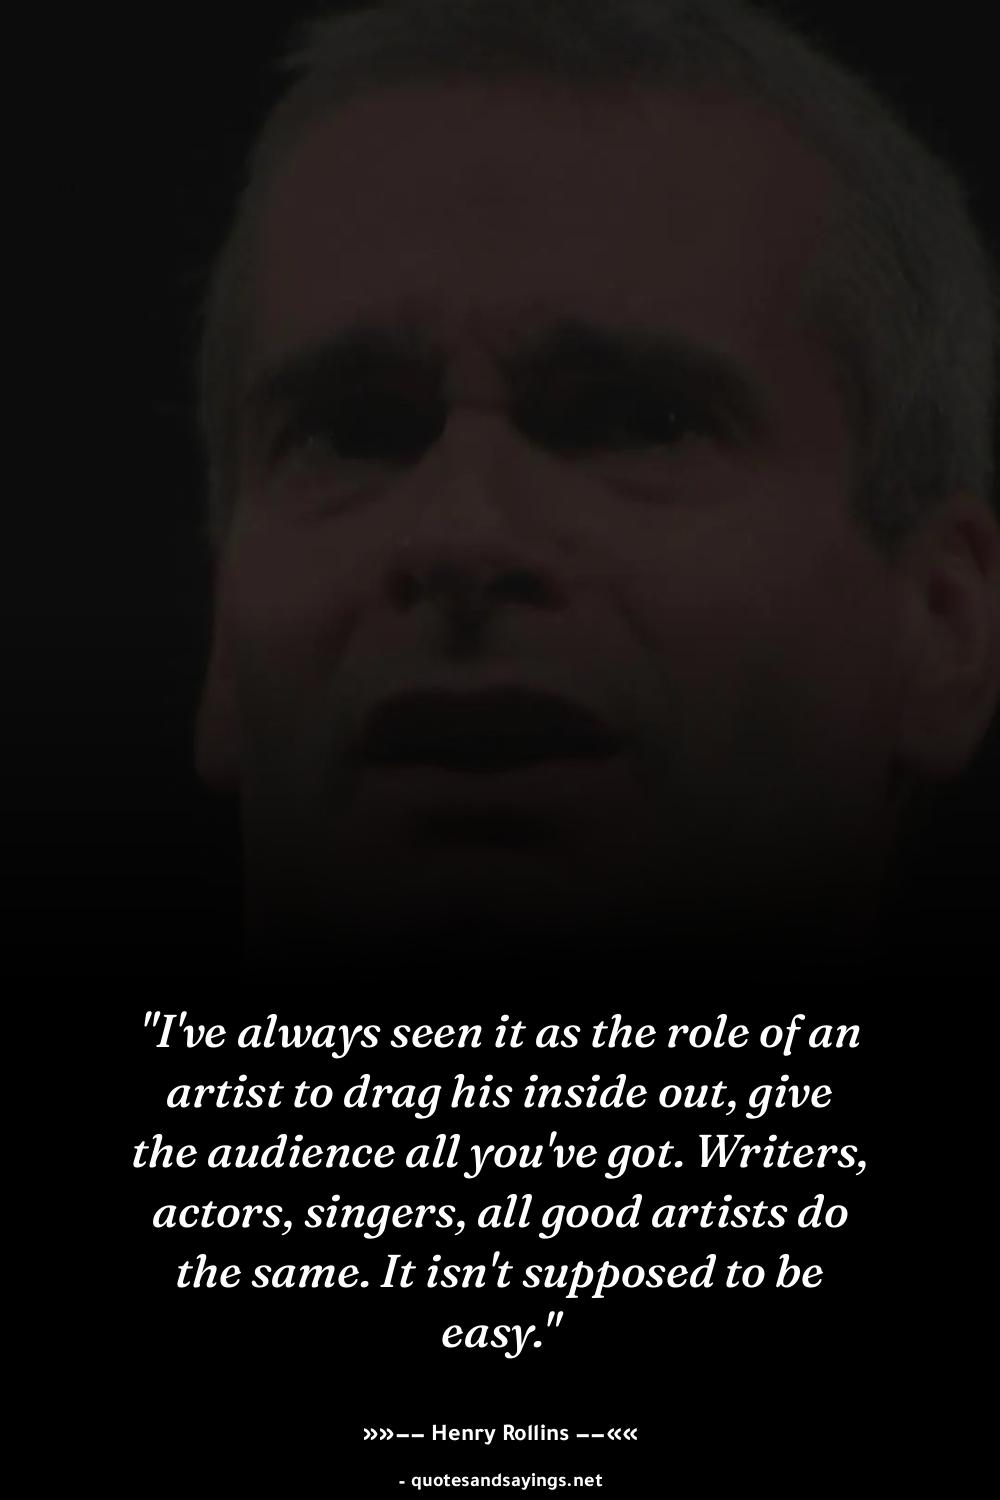 "I've always seen it as the role of an
artist to drag his inside out, give
the audience all you've got. Writers,
actors, singers, all good artists do
the same. It isn't supposed to be
easy."
»»–– Henry Rollins ––««
- quotesandsayings.net